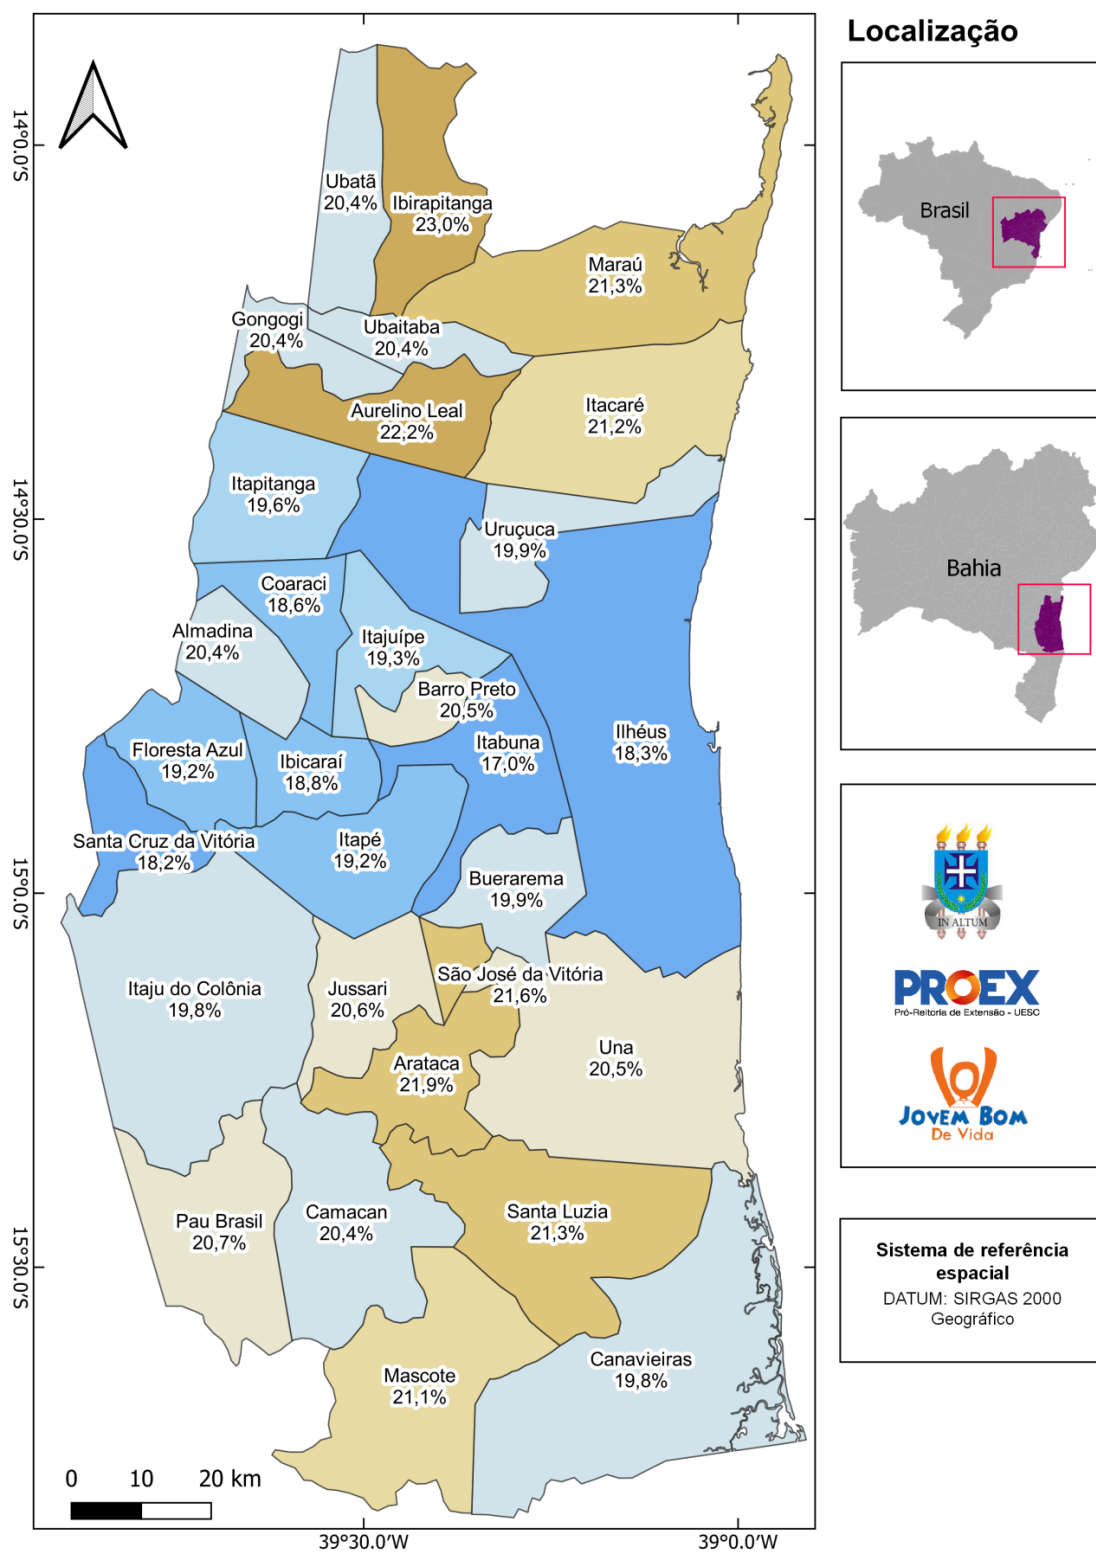 Localização
14°0.0'S
14°30.0'S
15°0.0'S
15°30.0'S
39°30.0'W
39°0.0'W
Ubatã
20,4%
Ibirapitanga
23,0%
Maraú
21,3%
Gongogi
20,4%
Ubaitaba
20,4%
Aurelino Leal
22,2%
Itacaré
21,2%
Itapitanga
19,6%
Uruçuca
19,9%
Coaraci
18,6%
Almadina
20,4%
Itajuípe
19,3%
Barro Preto
20,5%
Floresta Azul
19,2%
Ibicaraí
18,8%
Itabuna
17,0%
Ilhéus
18,3%
Santa Cruz da Vitória
18,2%
Itapé
19,2%
Buerarema
19,9%
Itaju do Colônia
19,8%
Jussari
20,6%
São José da Vitória
21,6%
Arataca
21,9%
Una
20,5%
Pau Brasil
20,7%
Camacan
20,4%
Santa Luzia
21,3%
Mascote
21,1%
Canavieiras
19,8%
0 10 20 km
Brasil
Bahia
IN ALTUM
PROEX
Pró-Reitoria de Extensão - UESC
JOVEM BOM
De Vida
Sistema de referência
espacial
DATUM: SIRGAS 2000
Geográfico